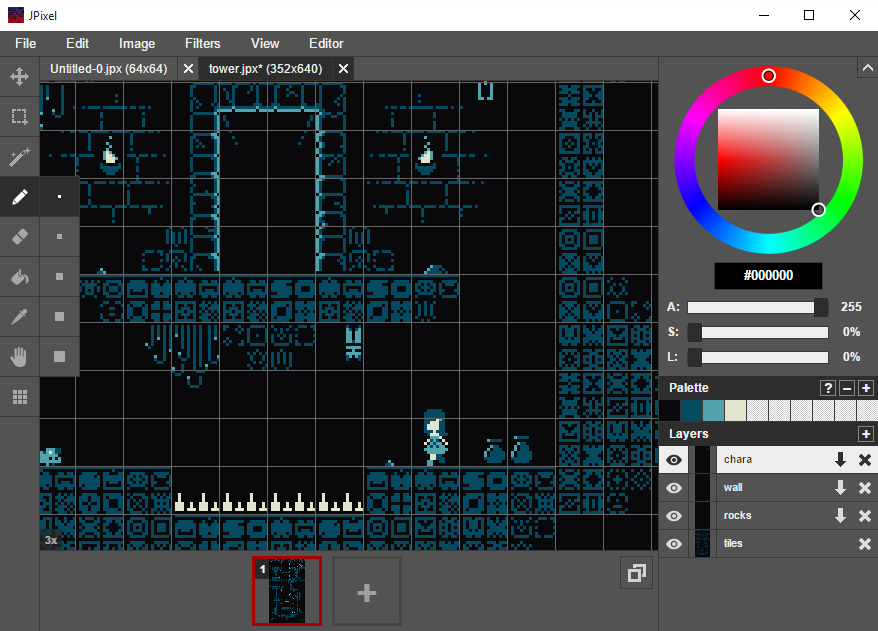 JPixel
File Edit Image Filters View Editor
Untitled-0.jpx (64x64) tower.jpx* (352x640)
#000000
A: 255
S: 0%
L: 0%
Palette ?
Layers
chara
wall
rocks
tiles
3x
1